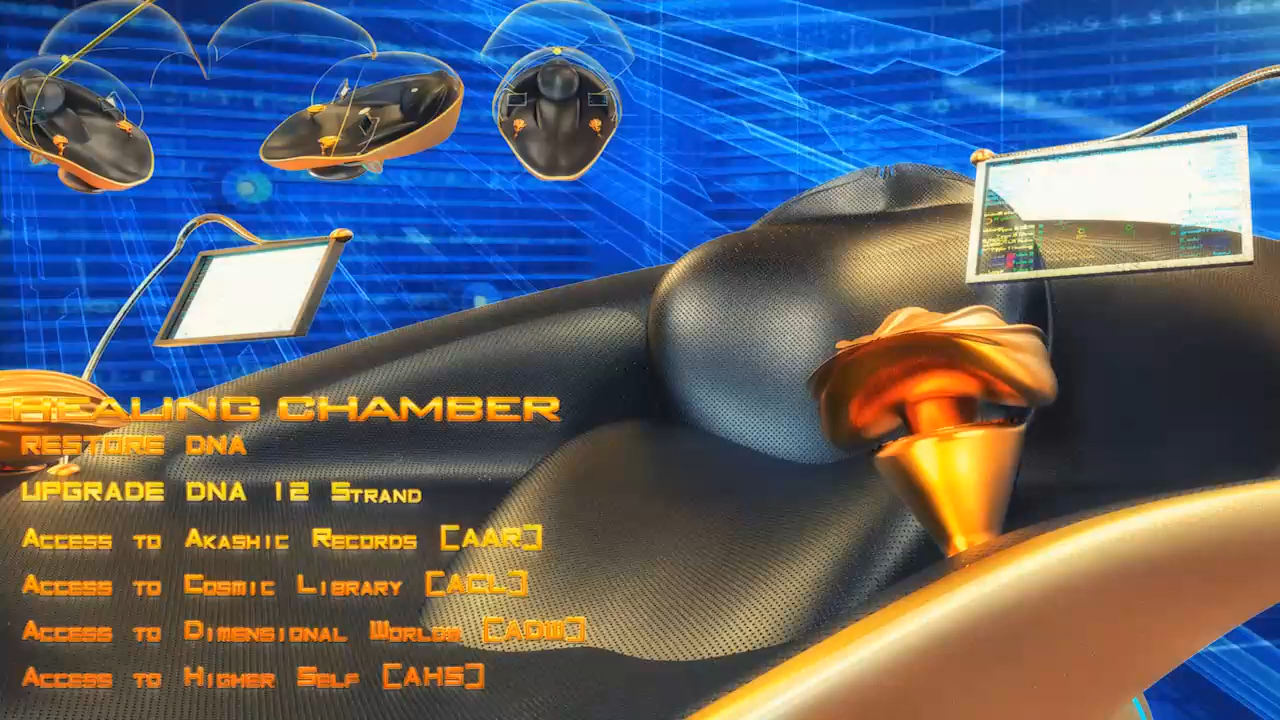 HEALING CHAMBER
RESTORE DNA
UPGRADE DNA 12 STRAND
ACCESS TO AKASHIC RECORDS [AAR]
ACCESS TO COSMIC LIBRARY [ACL]
ACCESS TO DIMENSIONAL WORLDS [ADW]
ACCESS TO HIGHER SELF [AHS]